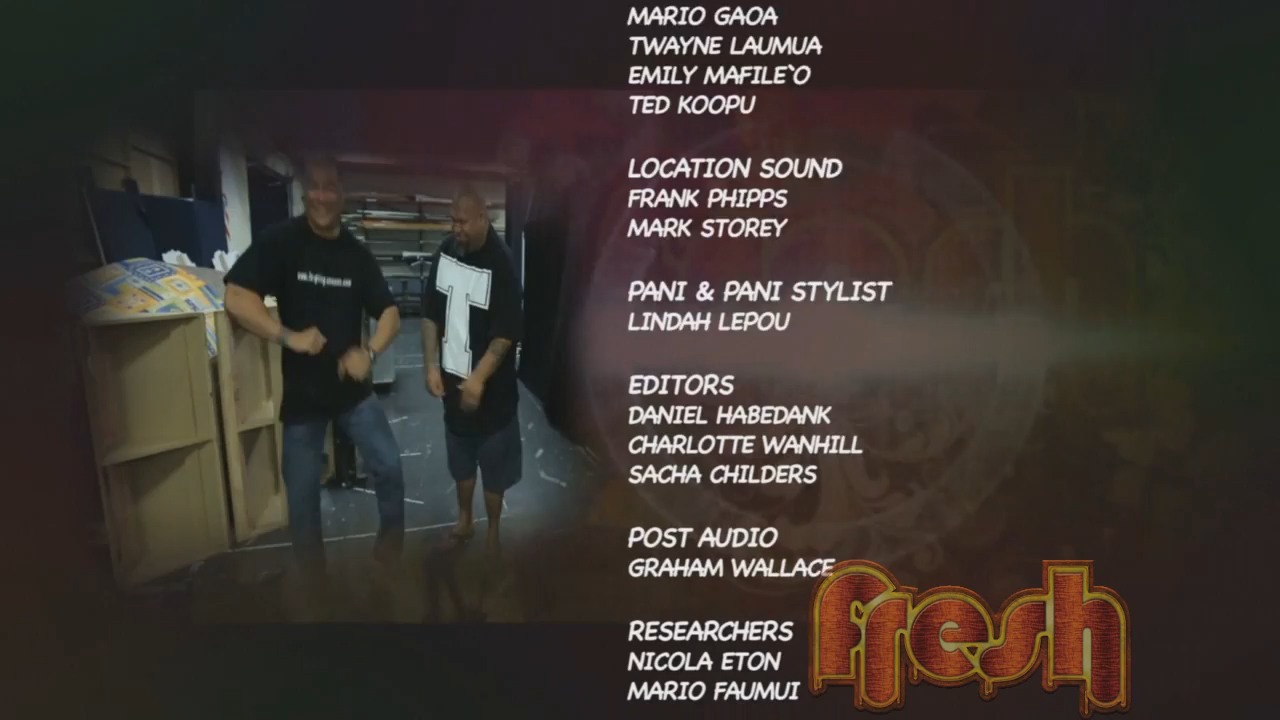 MARIO GAOA
TWAYNE LAUMUA
EMILY MAFILE`O
TED KOOPU
LOCATION SOUND
FRANK PHIPPS
MARK STOREY
PANI & PANI STYLIST
LINDAH LEPOU
EDITORS
DANIEL HABEDANK
CHARLOTTE WANHILL
SACHA CHILDERS
POST AUDIO
GRAHAM WALLACE
RESEARCHERS
NICOLA ETON
MARIO FAUMUI
fresh
T